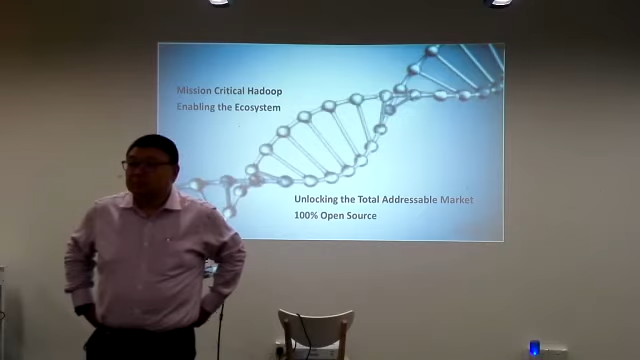 Mission Critical Hadoop
Enabling the Ecosystem
Unlocking the Total Addressable Market
100% Open Source